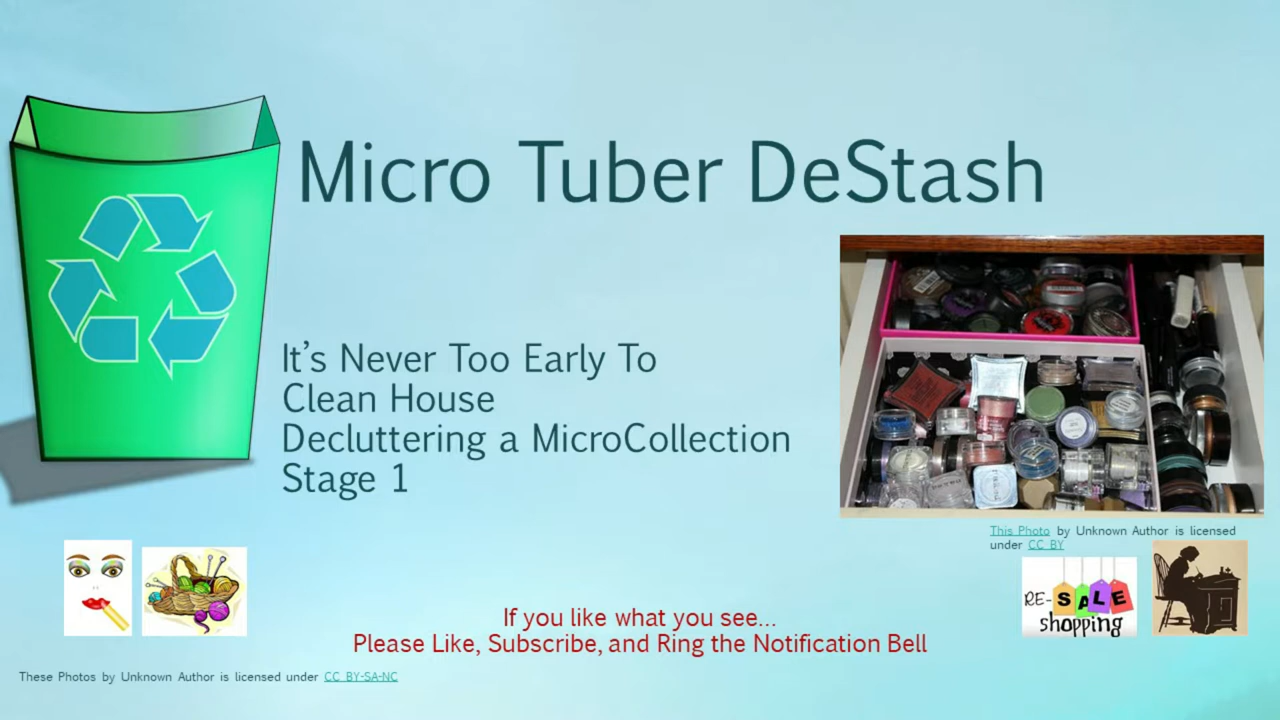 Micro Tuber DeStash
It's Never Too Early To
Clean House
Decluttering a MicroCollection
Stage 1
This Photo by Unknown Author is licensed
under CC BY
RE-SALE
shopping
If you like what you see...
Please Like, Subscribe, and Ring the Notification Bell
These Photos by Unknown Author is licensed under CC BY-SA-NC